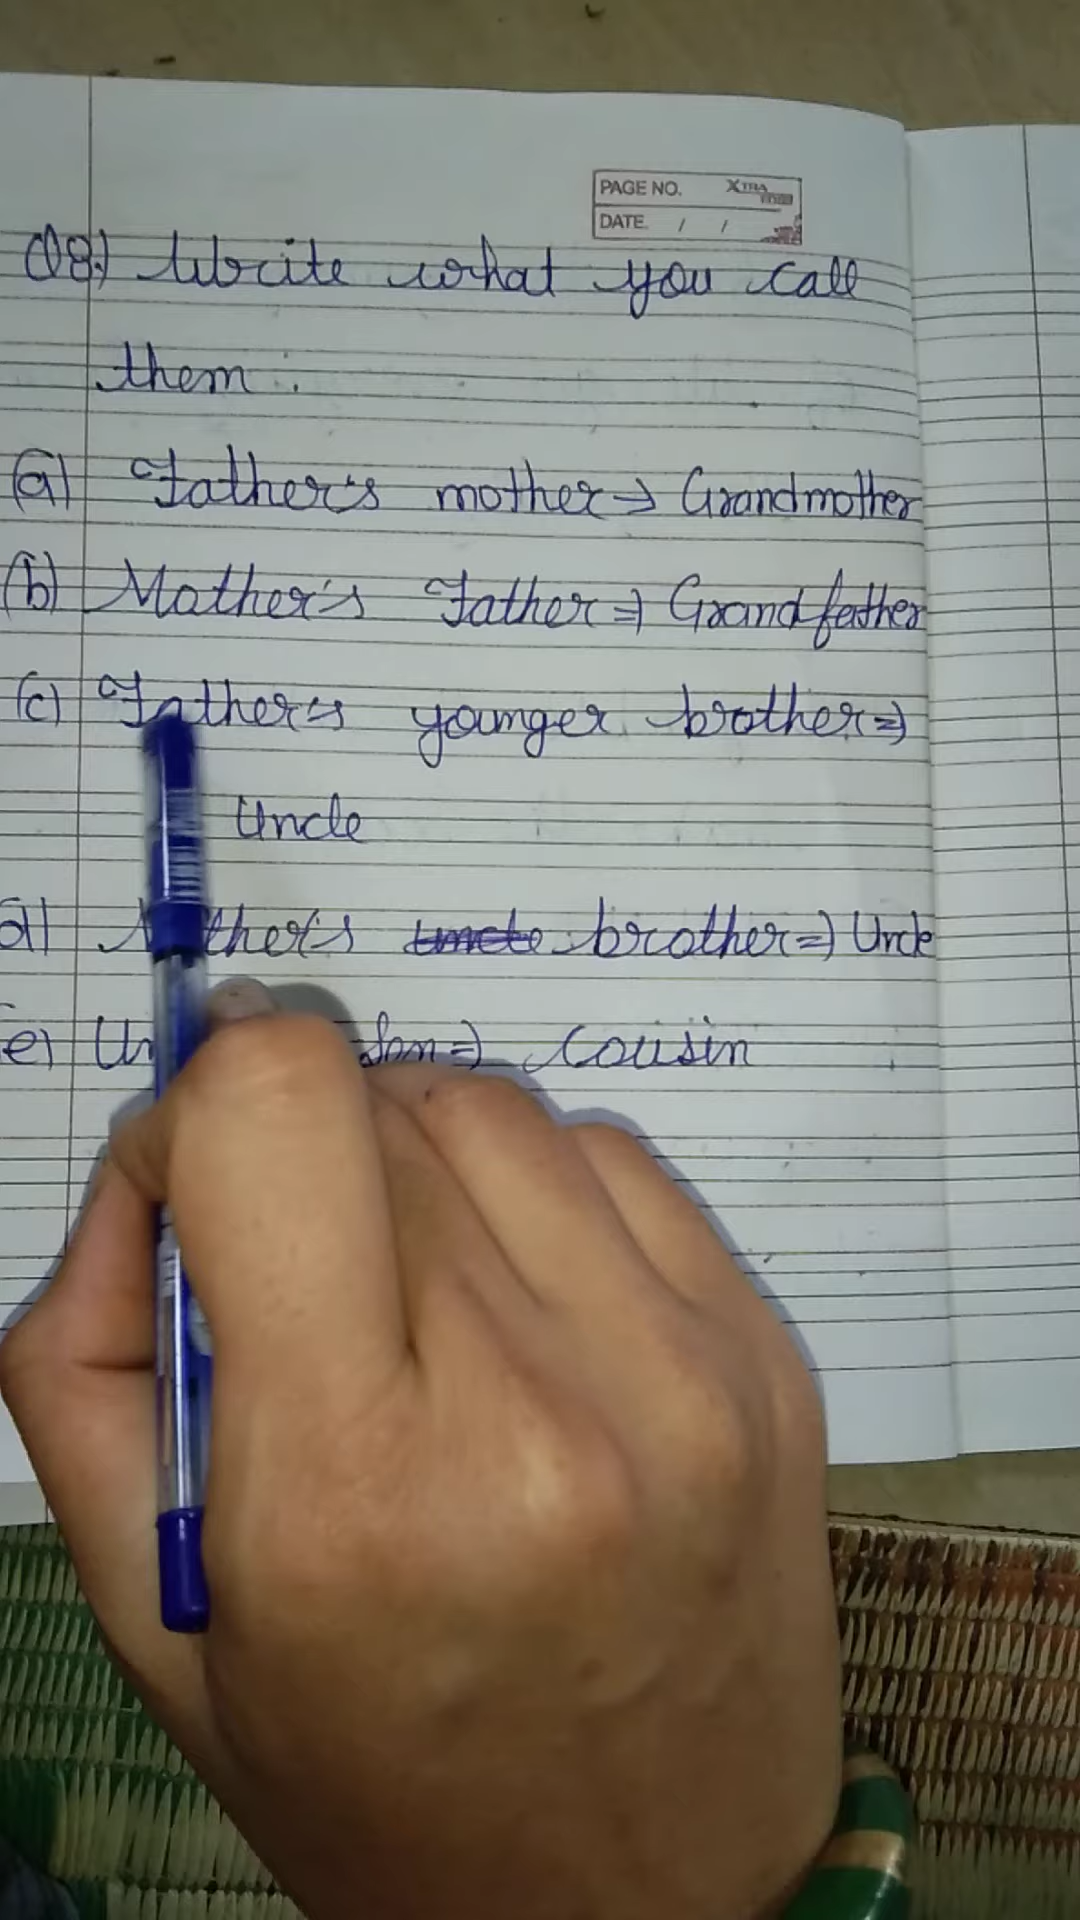 PAGE NO.
DATE / /
Q8.) Write what you call
them :
(a) Father's mother → Grandmother
(b) Mother's Father ⇒ Grandfather
(c) Father's younger brother ⇒
Uncle
d) brother ⇒ Uncle
e) Son ⇒ Cousin